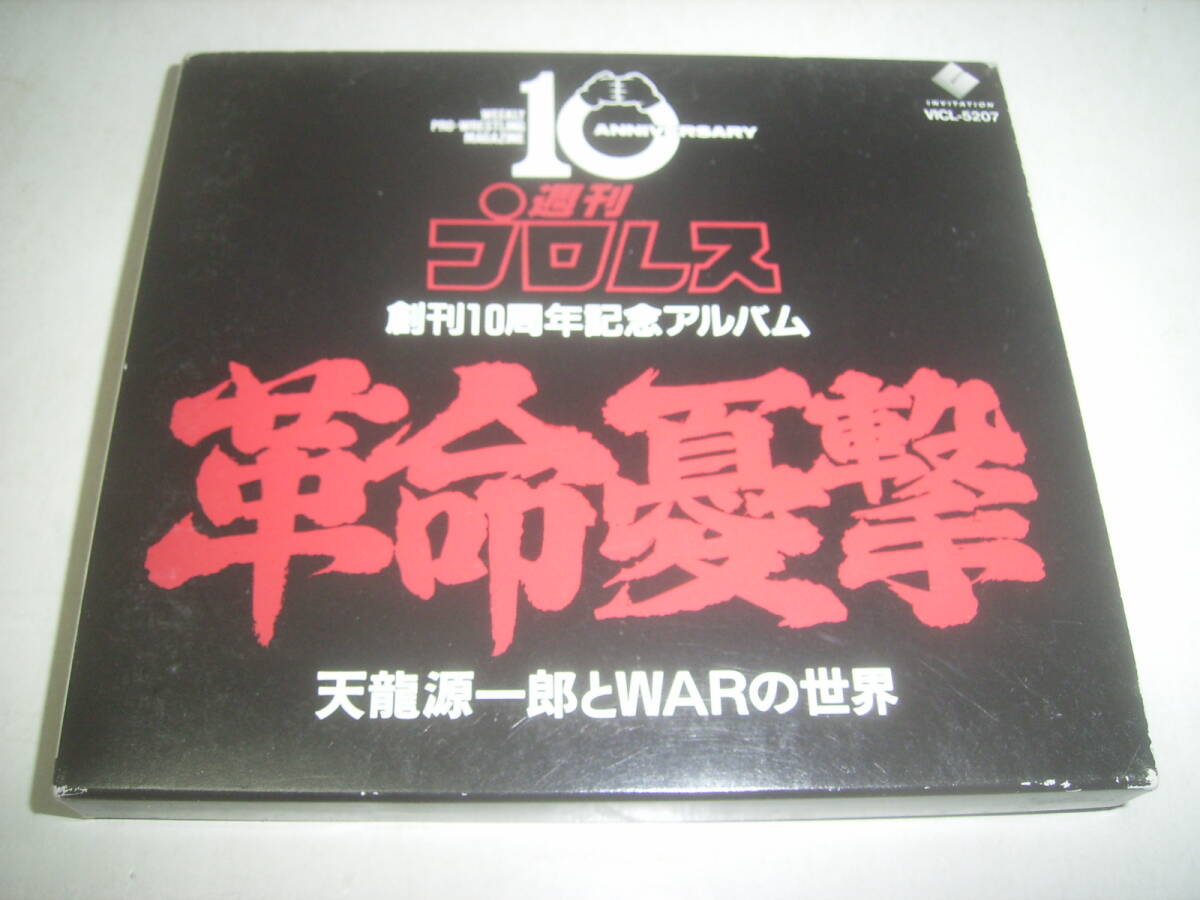 WEEKLY
PRO-WRESTLING
MAGAZINE
10
ANNIVERSARY
INVITATION
VICL-5207
週刊
プロレス
創刊10周年記念アルバム
革命憂撃
天龍源一郎とWARの世界